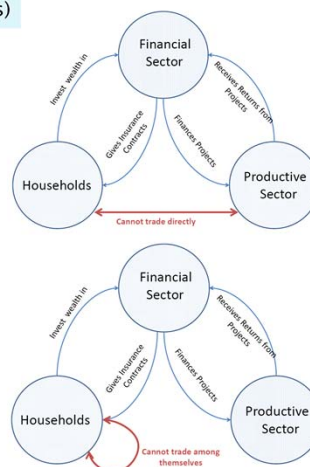 s)
Financial
Sector
Invest wealth in
Gives Insurance
Contracts
Finances Projects
Receives Returns from
Projects
Households
Productive
Sector
Cannot trade directly
Financial
Sector
Invest wealth in
Gives Insurance
Contracts
Finances Projects
Receives Returns from
Projects
Households
Productive
Sector
Cannot trade among
themselves